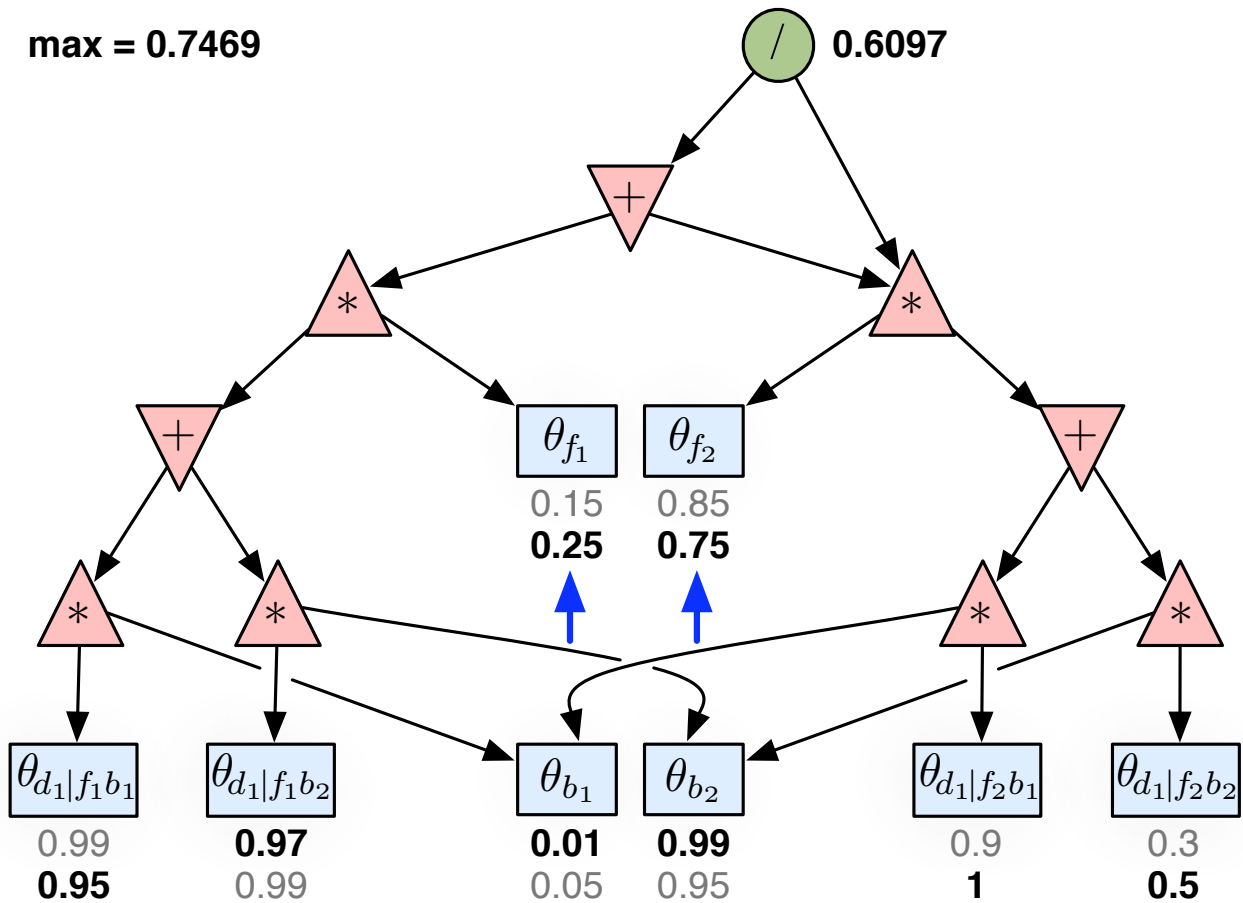 max = 0.7469
/ 0.6097
+
* *
+ θ_{f_1} θ_{f_2} +
0.15 0.85
0.25 0.75
* * * *
θ_{d_1|f_1b_1} θ_{d_1|f_1b_2} θ_{b_1} θ_{b_2} θ_{d_1|f_2b_1} θ_{d_1|f_2b_2}
0.99 0.97 0.01 0.99 0.9 0.3
0.95 0.99 0.05 0.95 1 0.5